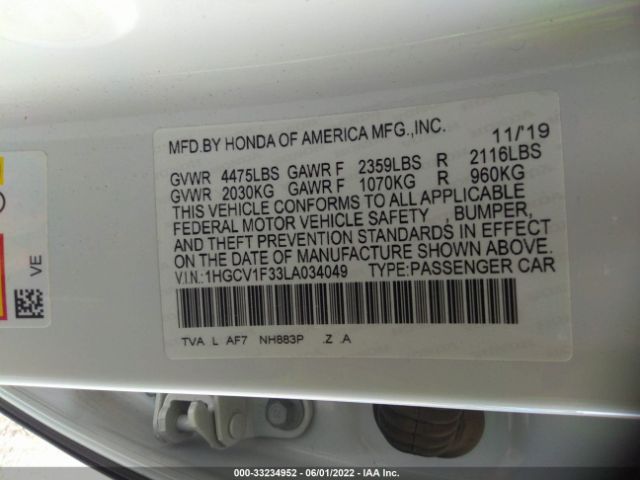 MFD.BY HONDA OF AMERICA MFG.,INC. 11/'19
GVWR 4475LBS GAWR F 2359LBS R 2116LBS
GVWR 2030KG GAWR F 1070KG R 960KG
THIS VEHICLE CONFORMS TO ALL APPLICABLE
FEDERAL MOTOR VEHICLE SAFETY , BUMPER,
AND THEFT PREVENTION STANDARDS IN EFFECT
ON THE DATE OF MANUFACTURE SHOWN ABOVE.
V.I.N.:1HGCV1F33LA034049 TYPE:PASSENGER CAR
TVA L AF7 NH883P .Z .A
VE
000-33234952 - 06/01/2022 - IAA Inc.